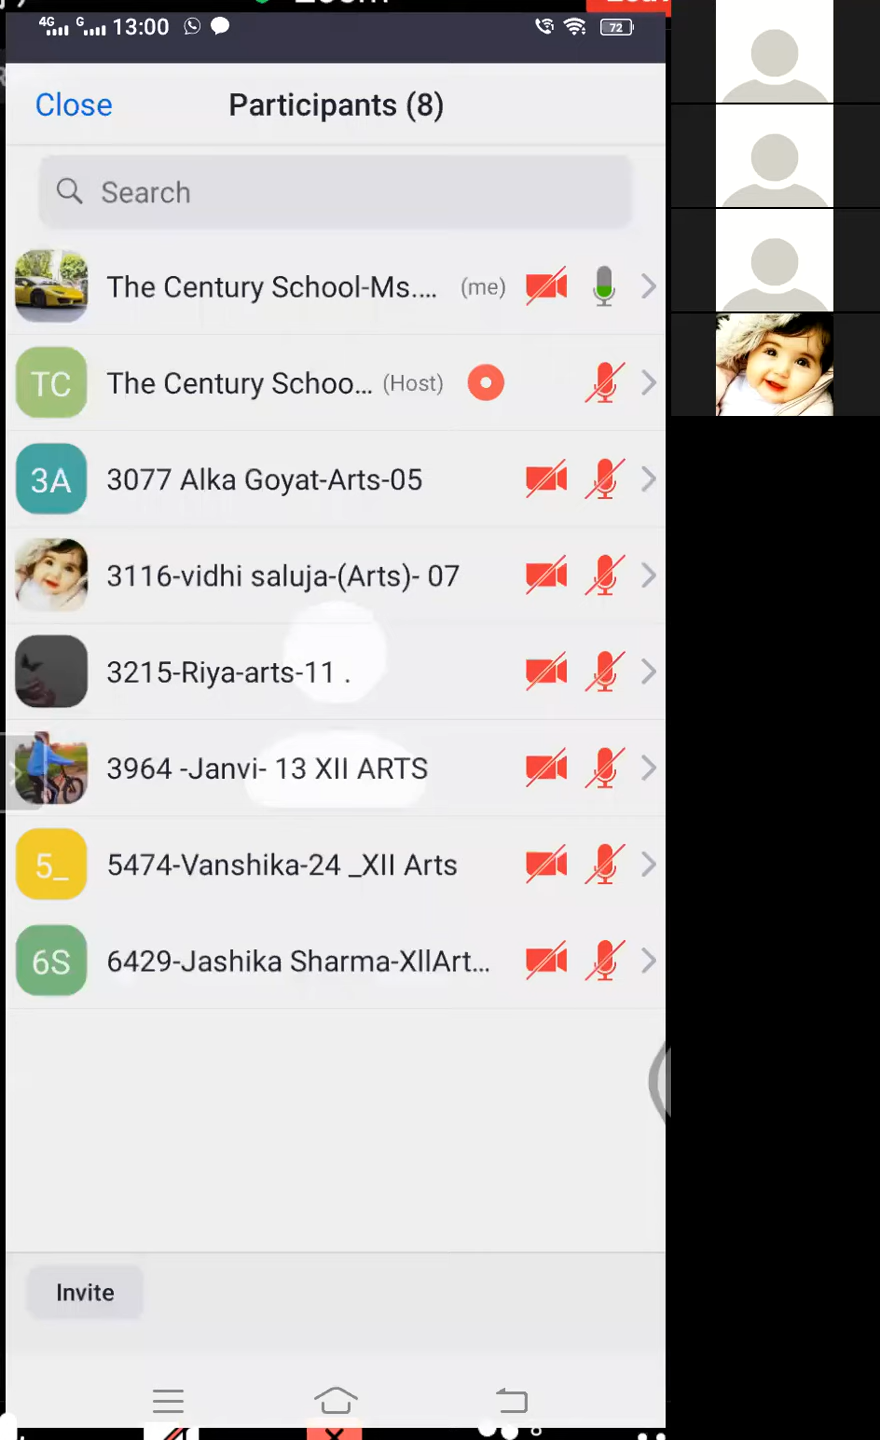 4G G 13:00 72
Close Participants (8)
Search
The Century School-Ms.... (me)
TC The Century Schoo... (Host)
3A 3077 Alka Goyat-Arts-05
3116-vidhi saluja-(Arts)- 07
3215-Riya-arts-11 .
3964 -Janvi- 13 XII ARTS
5_ 5474-Vanshika-24 _XII Arts
6S 6429-Jashika Sharma-XllArt...
Invite